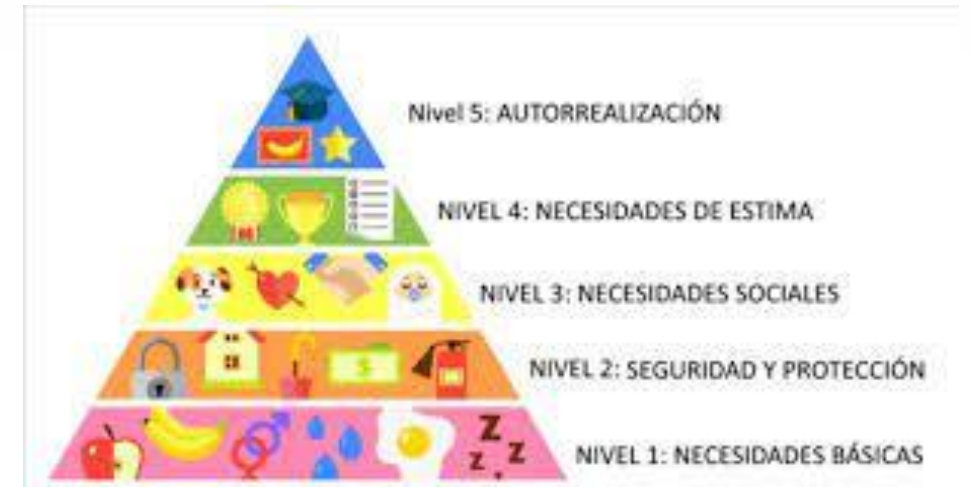 Nivel 5: AUTORREALIZACIÓN
NIVEL 4: NECESIDADES DE ESTIMA
NIVEL 3: NECESIDADES SOCIALES
$
NIVEL 2: SEGURIDAD Y PROTECCIÓN
Z Z Z Z
NIVEL 1: NECESIDADES BÁSICAS